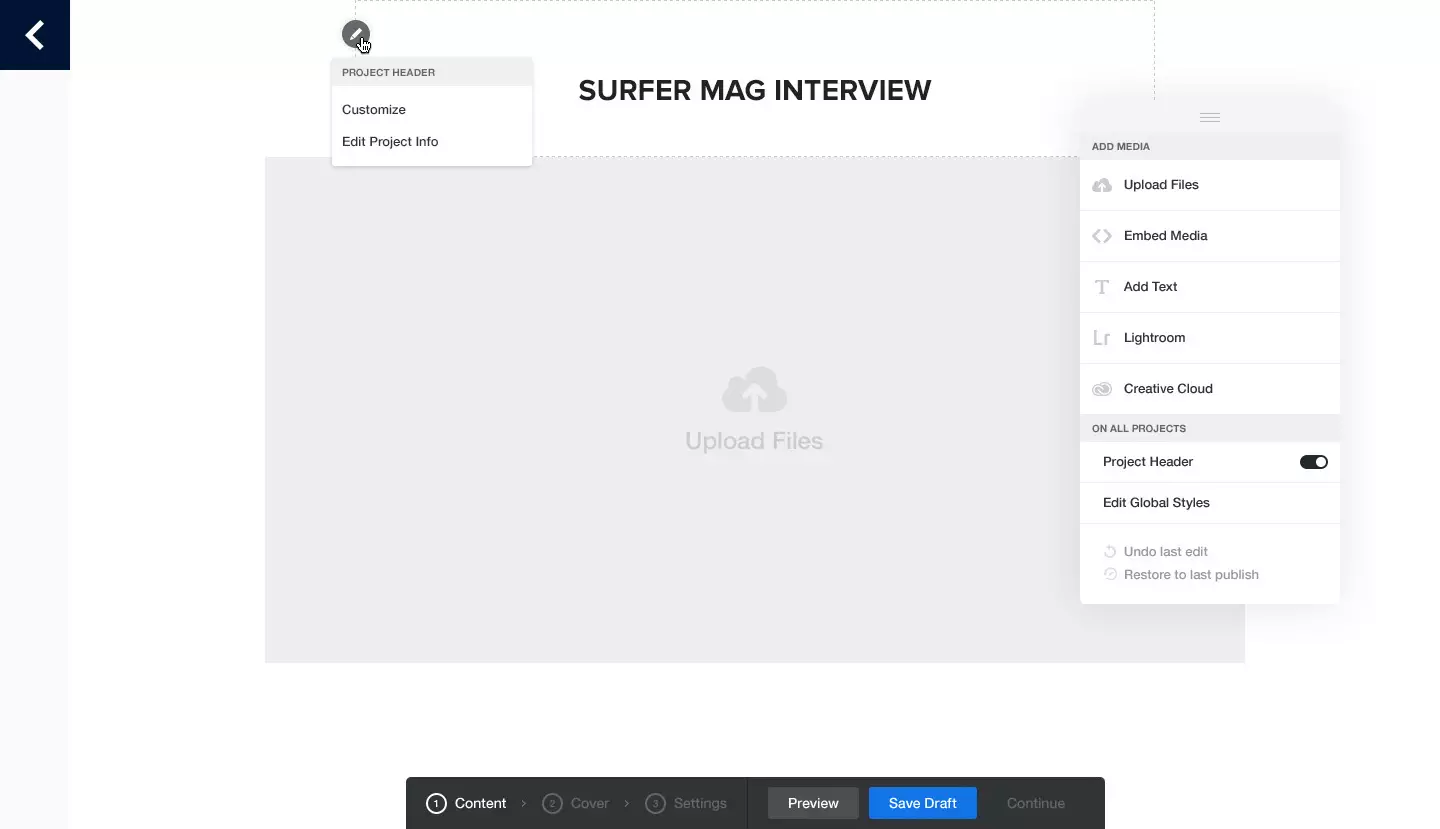 PROJECT HEADER
Customize
Edit Project Info
SURFER MAG INTERVIEW
Upload Files
ADD MEDIA
Upload Files
Embed Media
T Add Text
Lr Lightroom
Creative Cloud
ON ALL PROJECTS
Project Header
Edit Global Styles
Undo last edit
Restore to last publish
1 Content > 2 Cover > 3 Settings Preview Save Draft Continue